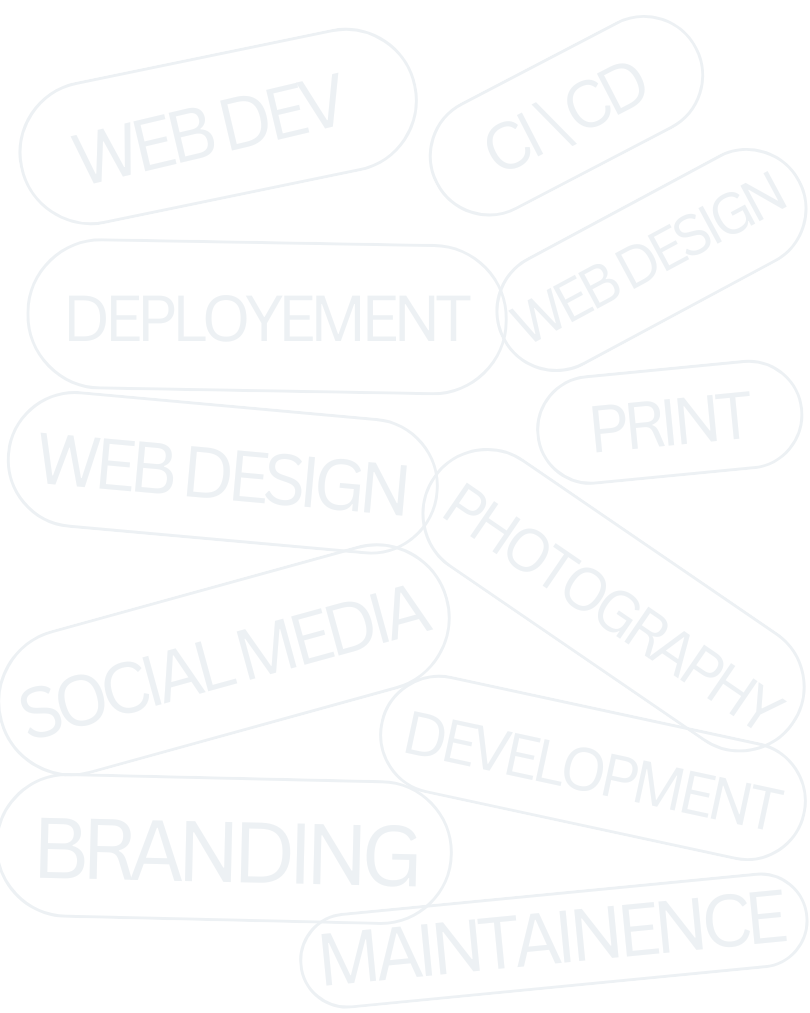 WEB DEV
CI\CD
WEB DESIGN
DEPLOYEMENT
PRINT
WEB DESIGN
PHOTOGRAPHY
SOCIAL MEDIA
DEVELOPMENT
BRANDING
MAINTAINENCE